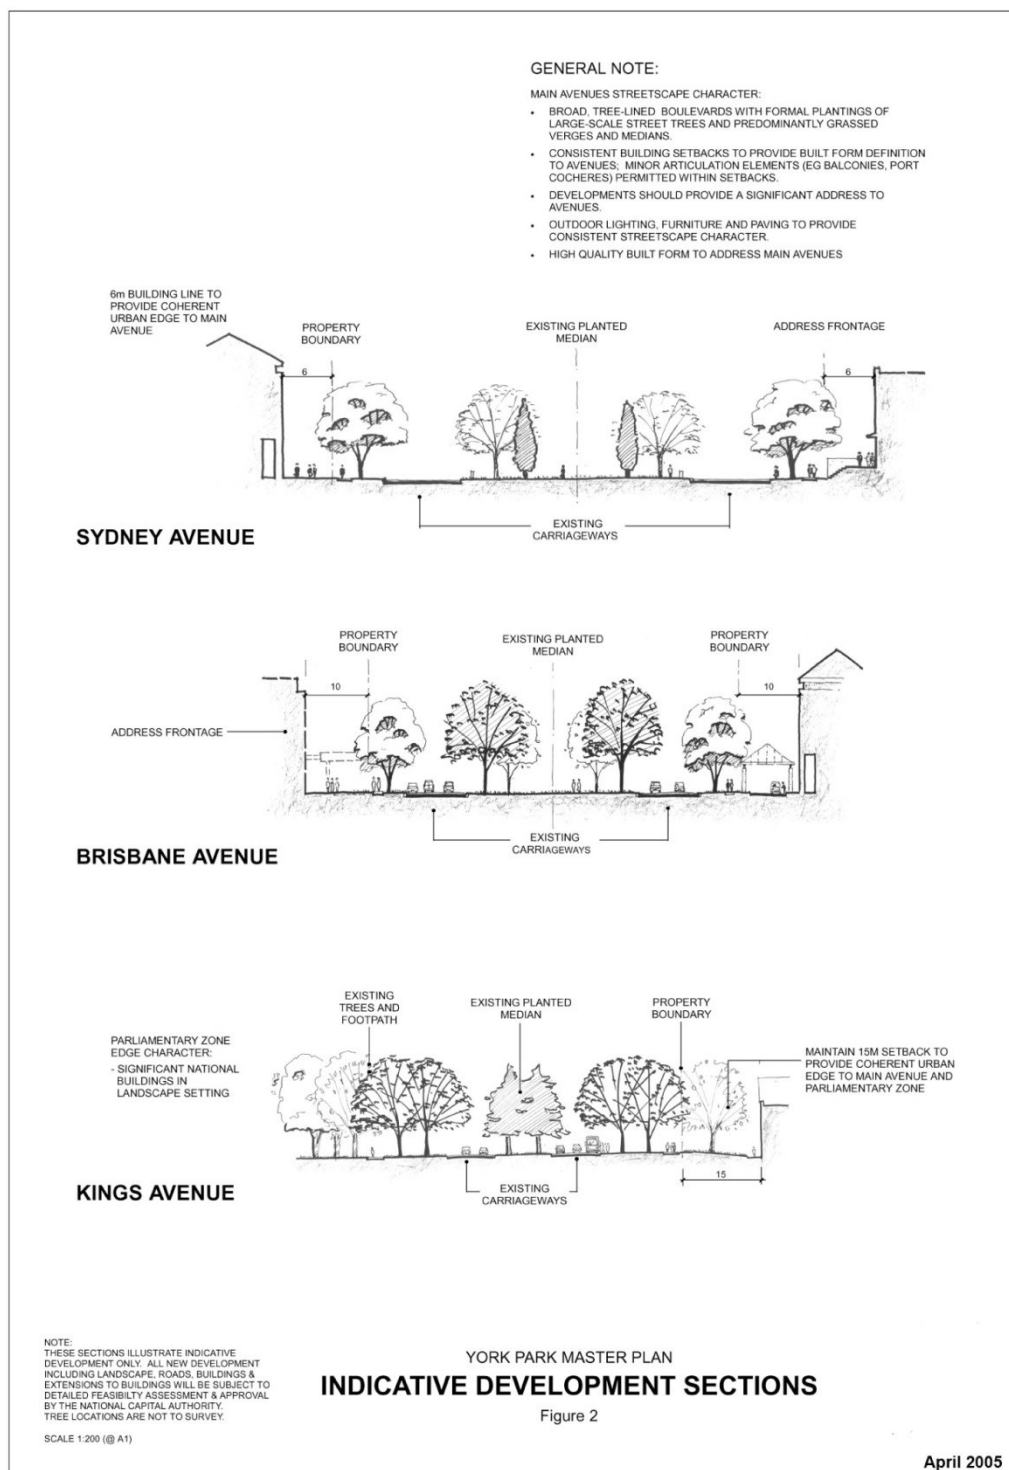 GENERAL NOTE:
MAIN AVENUES STREETSCAPE CHARACTER:
• BROAD, TREE-LINED BOULEVARDS WITH FORMAL PLANTINGS OF
LARGE-SCALE STREET TREES AND PREDOMINANTLY GRASSED
VERGES AND MEDIANS.
• CONSISTENT BUILDING SETBACKS TO PROVIDE BUILT FORM DEFINITION
TO AVENUES; MINOR ARTICULATION ELEMENTS (EG BALCONIES, PORT
COCHERES) PERMITTED WITHIN SETBACKS.
• DEVELOPMENTS SHOULD PROVIDE A SIGNIFICANT ADDRESS TO
AVENUES.
• OUTDOOR LIGHTING, FURNITURE AND PAVING TO PROVIDE
CONSISTENT STREETSCAPE CHARACTER.
• HIGH QUALITY BUILT FORM TO ADDRESS MAIN AVENUES
6m BUILDING LINE TO
PROVIDE COHERENT
URBAN EDGE TO MAIN
AVENUE
PROPERTY
BOUNDARY
EXISTING PLANTED
MEDIAN
ADDRESS FRONTAGE
6
6
EXISTING
CARRIAGEWAYS
SYDNEY AVENUE
PROPERTY
BOUNDARY
EXISTING PLANTED
MEDIAN
PROPERTY
BOUNDARY
10
10
ADDRESS FRONTAGE
EXISTING
CARRIAGEWAYS
BRISBANE AVENUE
EXISTING
TREES AND
FOOTPATH
EXISTING PLANTED
MEDIAN
PROPERTY
BOUNDARY
PARLIAMENTARY ZONE
EDGE CHARACTER:
- SIGNIFICANT NATIONAL
BUILDINGS IN
LANDSCAPE SETTING
MAINTAIN 15M SETBACK TO
PROVIDE COHERENT URBAN
EDGE TO MAIN AVENUE AND
PARLIAMENTARY ZONE
15
EXISTING
CARRIAGEWAYS
KINGS AVENUE
NOTE:
THESE SECTIONS ILLUSTRATE INDICATIVE
DEVELOPMENT ONLY. ALL NEW DEVELOPMENT
INCLUDING LANDSCAPE, ROADS, BUILDINGS &
EXTENSIONS TO BUILDINGS WILL BE SUBJECT TO
DETAILED FEASIBILTY ASSESSMENT & APPROVAL
BY THE NATIONAL CAPITAL AUTHORITY.
TREE LOCATIONS ARE NOT TO SURVEY.
SCALE 1:200 (@ A1)
YORK PARK MASTER PLAN
INDICATIVE DEVELOPMENT SECTIONS
Figure 2
April 2005